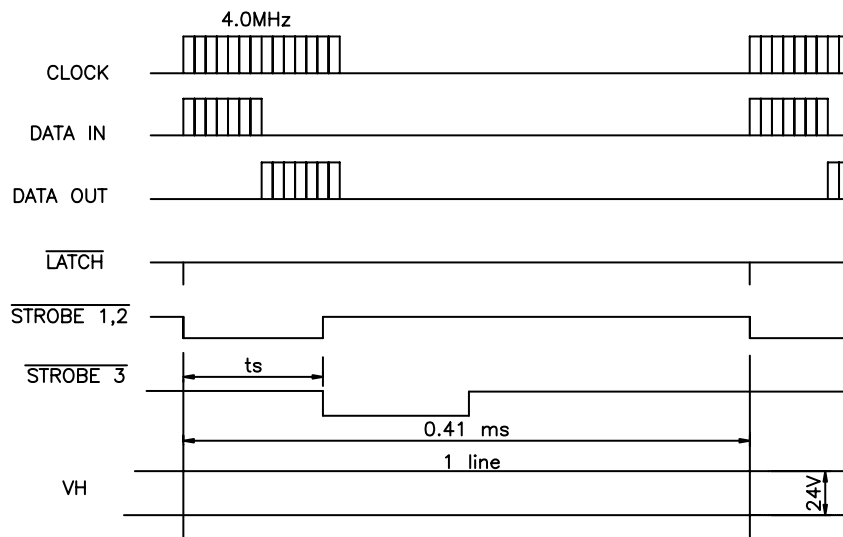 4.0MHz
CLOCK
DATA IN
DATA OUT
LATCH
STROBE 1,2
ts
STROBE 3
0.41 ms
1 line
VH
24V